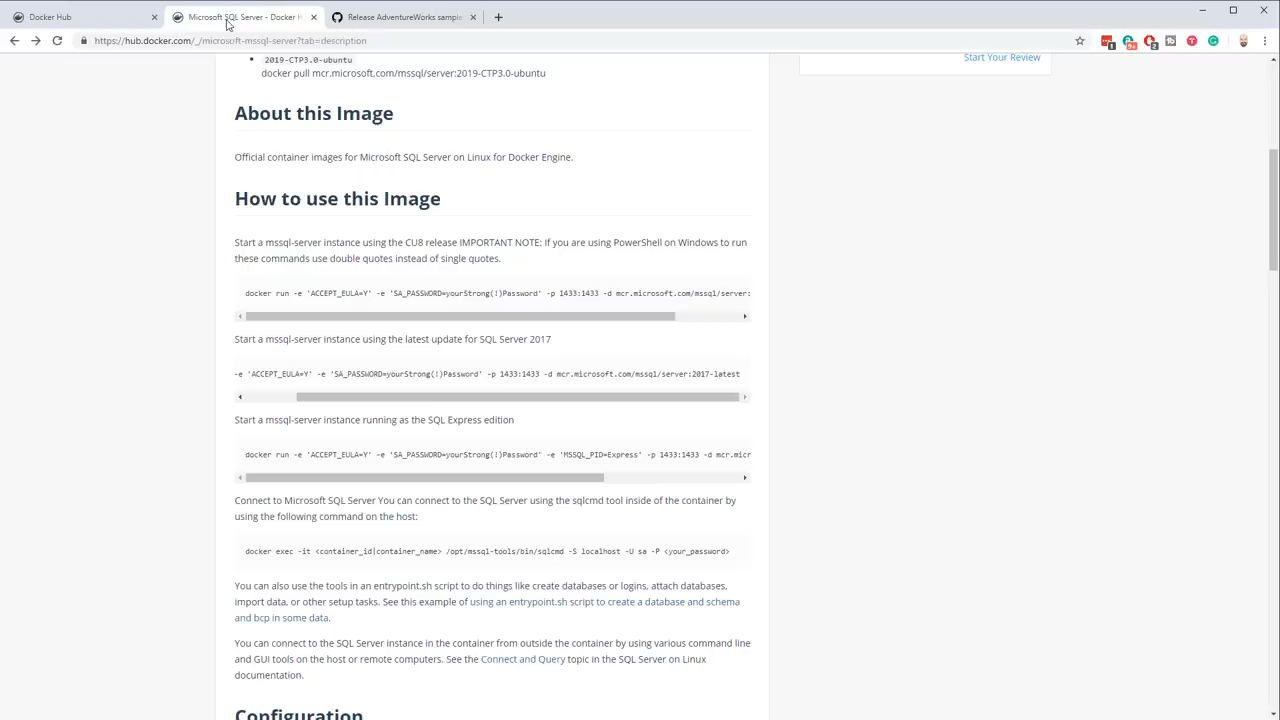 Docker Hub
Microsoft SQL Server - Docker H
Release AdventureWorks sample
https://hub.docker.com/_/microsoft-mssql-server?tab=description
1
9+
2
2019-CTP3.0-ubuntu
docker pull mcr.microsoft.com/mssql/server:2019-CTP3.0-ubuntu
Start Your Review
About this Image
Official container images for Microsoft SQL Server on Linux for Docker Engine.
How to use this Image
Start a mssql-server instance using the CU8 release IMPORTANT NOTE: If you are using PowerShell on Windows to run
these commands use double quotes instead of single quotes.
docker run -e 'ACCEPT_EULA=Y' -e 'SA_PASSWORD=yourStrong(!)Password' -p 1433:1433 -d mcr.microsoft.com/mssql/server:
Start a mssql-server instance using the latest update for SQL Server 2017
-e 'ACCEPT_EULA=Y' -e 'SA_PASSWORD=yourStrong(!)Password' -p 1433:1433 -d mcr.microsoft.com/mssql/server:2017-latest
Start a mssql-server instance running as the SQL Express edition
docker run -e 'ACCEPT_EULA=Y' -e 'SA_PASSWORD=yourStrong(!)Password' -e 'MSSQL_PID=Express' -p 1433:1433 -d mcr.micr
Connect to Microsoft SQL Server You can connect to the SQL Server using the sqlcmd tool inside of the container by
using the following command on the host:
docker exec -it <container_id|container_name> /opt/mssql-tools/bin/sqlcmd -S localhost -U sa -P <your_password>
You can also use the tools in an entrypoint.sh script to do things like create databases or logins, attach databases,
import data, or other setup tasks. See this example of using an entrypoint.sh script to create a database and schema
and bcp in some data.
You can connect to the SQL Server instance in the container from outside the container by using various command line
and GUI tools on the host or remote computers. See the Connect and Query topic in the SQL Server on Linux
documentation.
Configuration